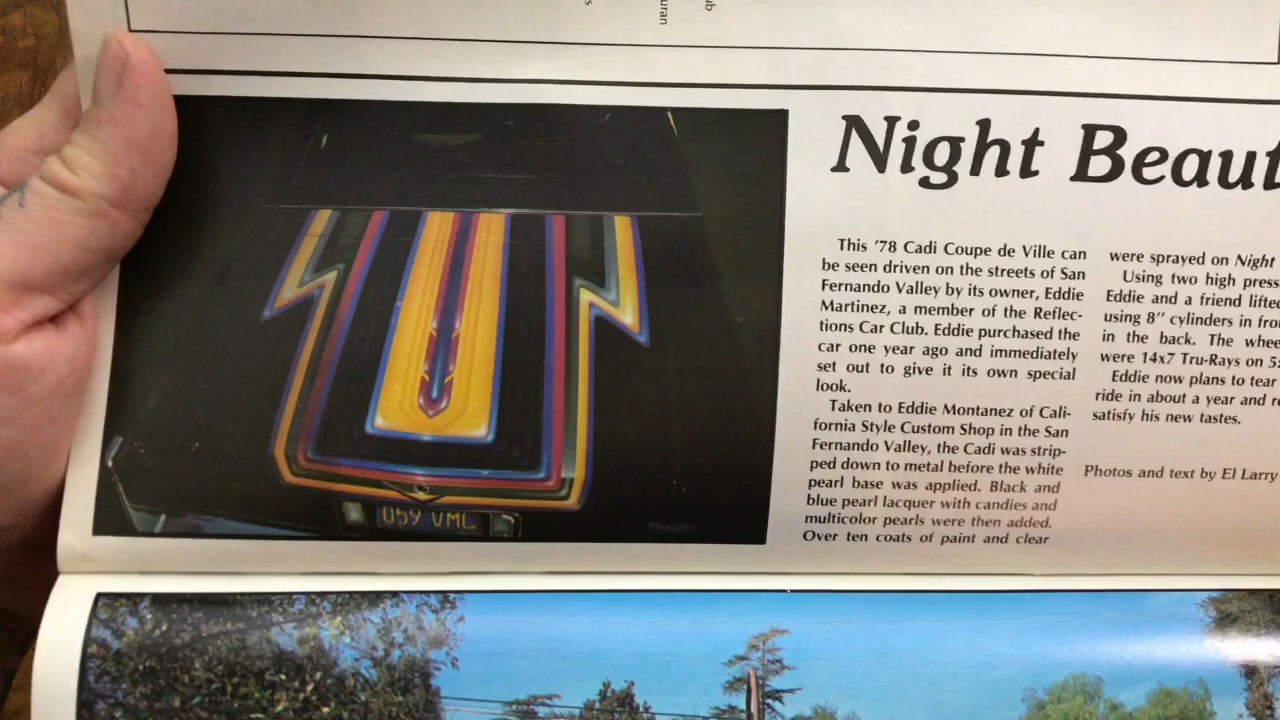 ub
uran
s
Night Beaut
This '78 Cadi Coupe de Ville can
be seen driven on the streets of San
Fernando Valley by its owner, Eddie
Martinez, a member of the Reflec-
tions Car Club. Eddie purchased the
car one year ago and immediately
set out to give it its own special
look.
Taken to Eddie Montanez of Cali-
fornia Style Custom Shop in the San
Fernando Valley, the Cadi was strip-
ped down to metal before the white
pearl base was applied. Black and
blue pearl lacquer with candies and
multicolor pearls were then added.
Over ten coats of paint and clear
were sprayed on Night
Using two high press
Eddie and a friend lifte
using 8" cylinders in fro
in the back. The whee
were 14x7 Tru-Rays on 5:
Eddie now plans to tear
ride in about a year and re
satisfy his new tastes.
Photos and text by El Larry
059 VMC